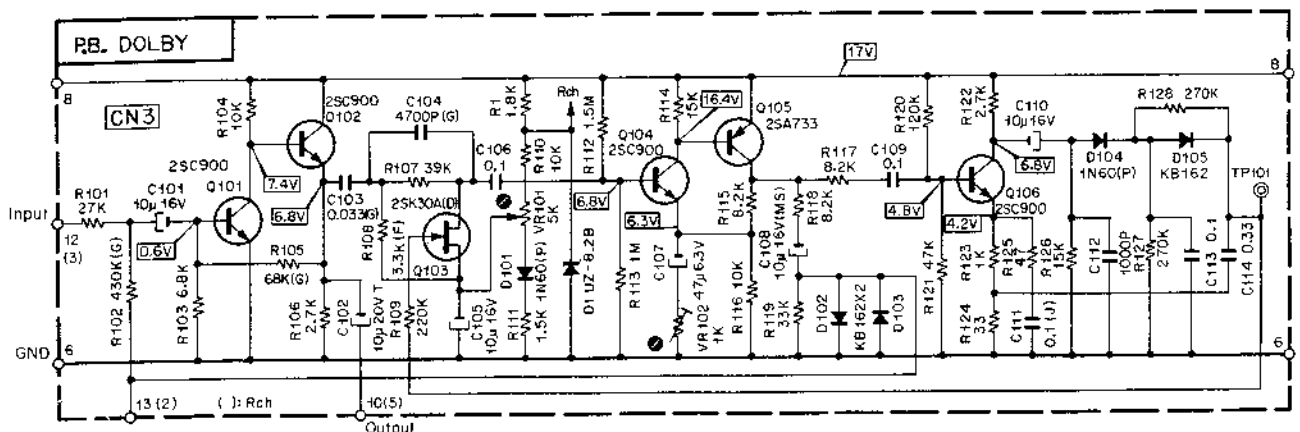 P.B. DOLBY
CN3
8
17V
8
R104 10K
2SC900 Q102
C104 4700P(G)
R1 1.8K
Rch
R114 15K
16.4V
Q105 2SA733
R120 120K
R122 2.7K
C110 10μ16V
R128 270K
2SC900
R107 39K
C106 0.1
R110 10K
R112 1.5M
Q104 2SC900
R117 8.2K
C109 0.1
6.8V
D104 1N60(P)
D105 KB162
TP101
R101 27K
C101 10μ16V
Q101
7.4V
6.8V
C103 0.033(G)
2SK30A(D)
VR101 5K
6.8V
6.3V
R115 8.2K
R118 8.2K
4.8V
Q106 2SC900
4.2V
Input
12 (3)
0.6V
R105 68K(G)
R108 3.3K(F)
Q103
D101 1N60(P)
D1 UZ-8.2B
R113 1M
C107 47μ6.3V
C108 10μ16V(MS)
R121 47K
R123 1K
R125 47
R126 15K
C112 1000P
R127 270K
C113 0.1
C114 0.33
R102 430K(G)
R103 6.8K
R106 2.7K
C102 10μ20V T
R109 220K
C105 10μ16V
R111 1.5K
VR102 1K
R116 10K
R119 33K
D102
KB162X2
D103
R124 33
C111 0.1(J)
GND
6
6
13(2)
( ):Rch
10(5)
Output